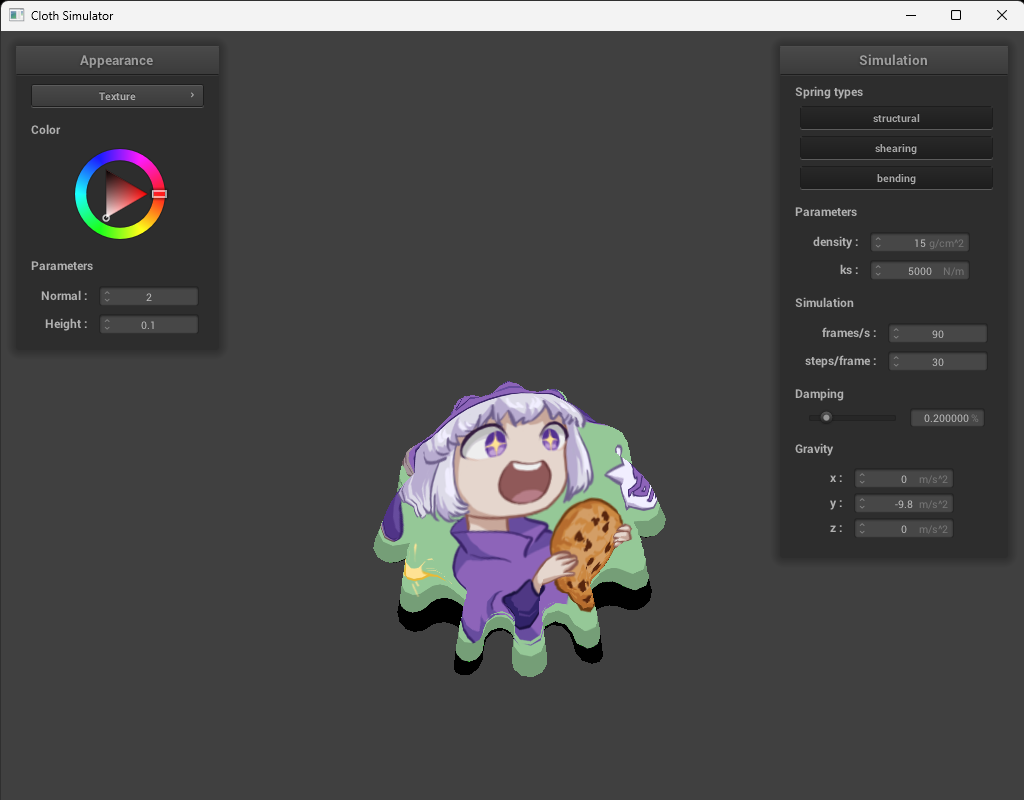 Cloth Simulator
Appearance
Texture
Color
Parameters
Normal : 2
Height : 0.1
Simulation
Spring types
structural
shearing
bending
Parameters
density : 15 g/cm^2
ks : 5000 N/m
Simulation
frames/s : 90
steps/frame : 30
Damping
0.200000 %
Gravity
x : 0 m/s^2
y : -9.8 m/s^2
z : 0 m/s^2